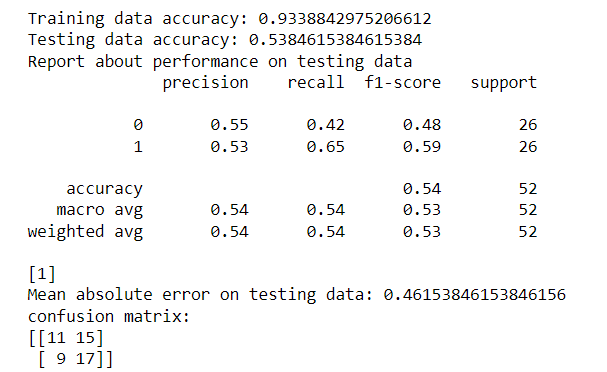 Training data accuracy: 0.9338842975206612
Testing data accuracy: 0.5384615384615384
Report about performance on testing data
precision recall f1-score support
0 0.55 0.42 0.48 26
1 0.53 0.65 0.59 26
accuracy 0.54 52
macro avg 0.54 0.54 0.53 52
weighted avg 0.54 0.54 0.53 52
[1]
Mean absolute error on testing data: 0.46153846153846156
confusion matrix:
[[11 15]
[ 9 17]]